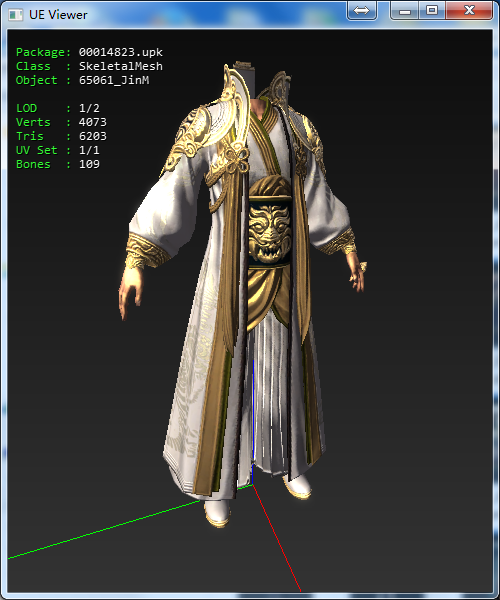 UE Viewer
Package: 00014823.upk
Class : SkeletalMesh
Object : 65061_JinM
LOD : 1/2
Verts : 4073
Tris : 6203
UV Set : 1/1
Bones : 109